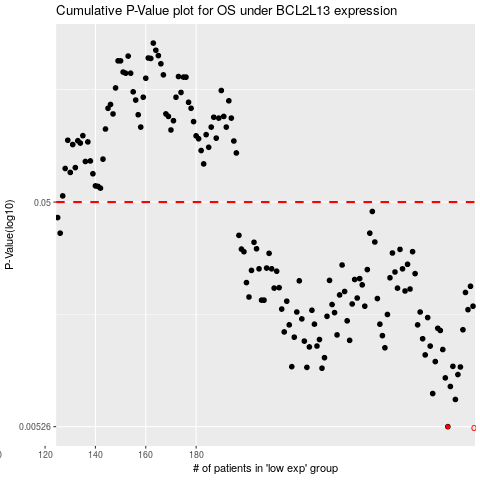 Cumulative P-Value plot for OS under BCL2L13 expression
P-Value(log10)
0.05
0.00526
0 120 140 160 180
# of patients in 'low exp' group